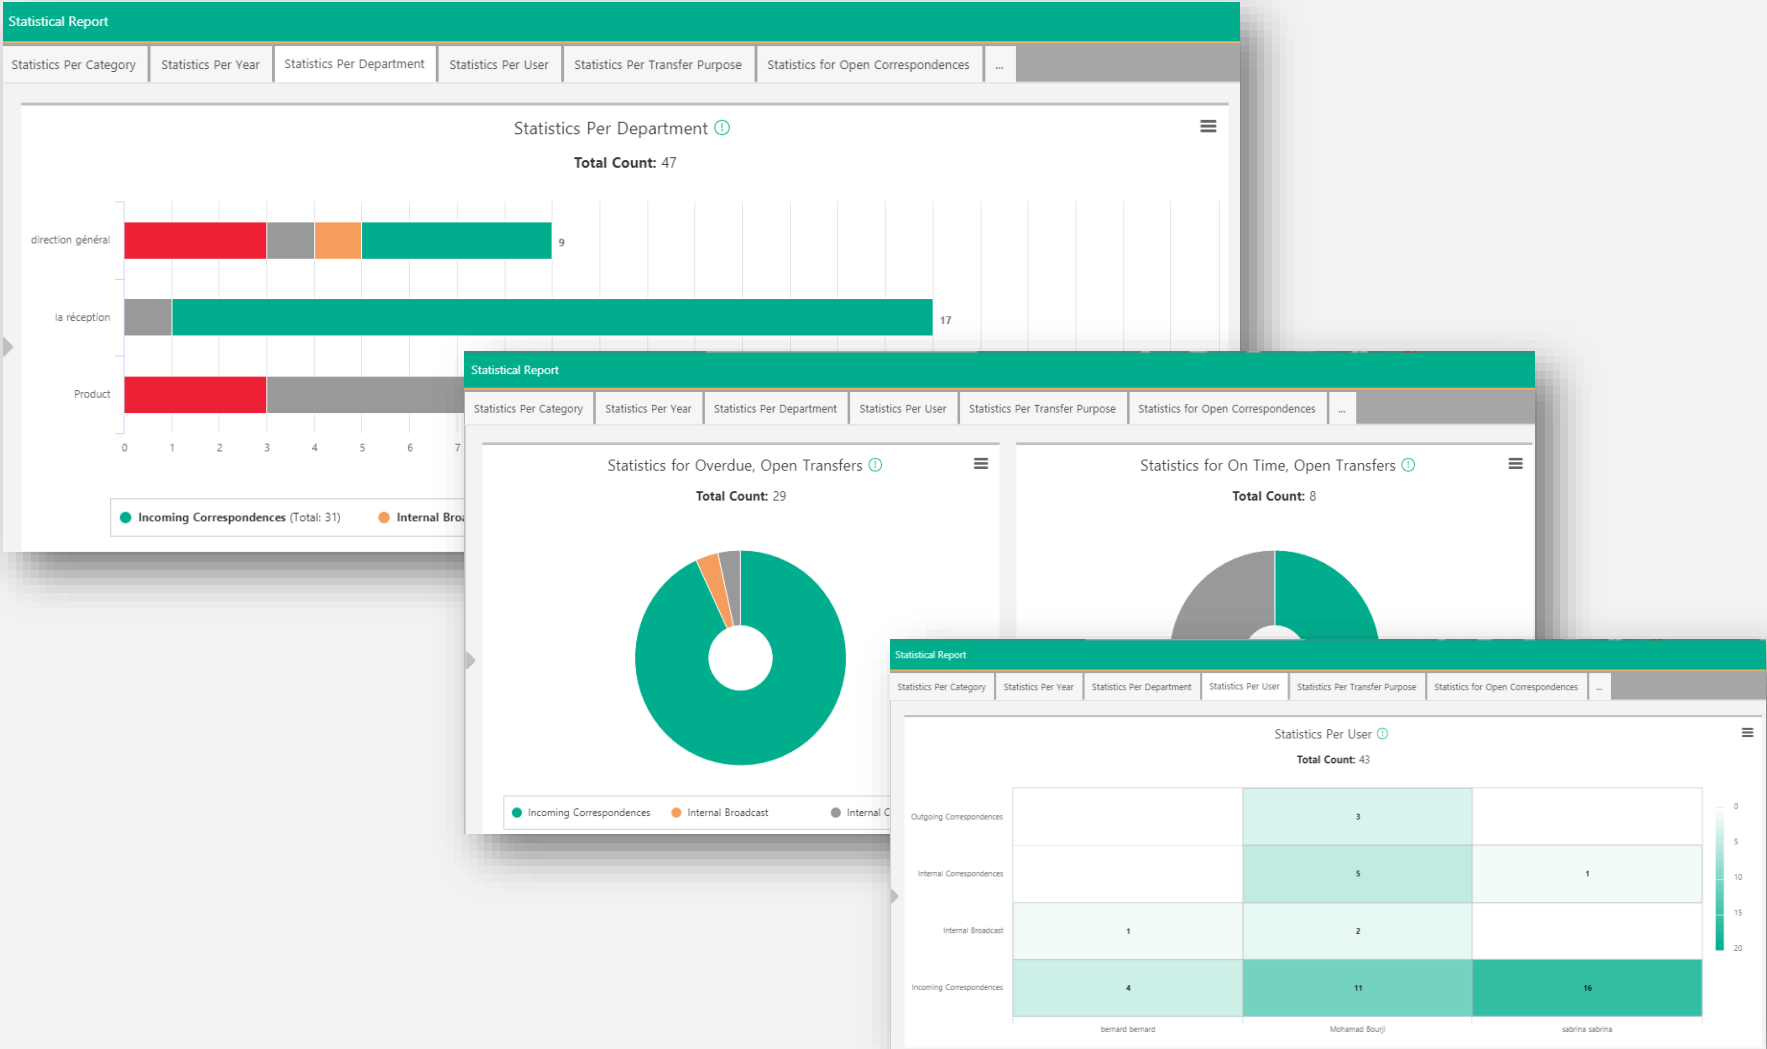 Statistical Report
Statistics Per Category Statistics Per Year Statistics Per Department Statistics Per User Statistics Per Transfer Purpose Statistics for Open Correspondences ...
Statistics Per Department
Total Count: 47
direction général 9
la réception 17
Product
0 1 2 3 4 5 6 7
Incoming Correspondences (Total: 31) Internal
Statistical Report
Statistics Per Category Statistics Per Year Statistics Per Department Statistics Per User Statistics Per Transfer Purpose Statistics for Open Correspondences ...
Statistics for Overdue, Open Transfers
Total Count: 29
Incoming Correspondences Internal Broadcast Internal
Statistics for On Time, Open Transfers
Total Count: 8
Statistical Report
Statistics Per Category Statistics Per Year Statistics Per Department Statistics Per User Statistics Per Transfer Purpose Statistics for Open Correspondences ...
Statistics Per User
Total Count: 43
Outgoing Correspondences 3
Internal Correspondences 5 1
Internal Broadcast 1 2
Incoming Correspondences 4 11 16
bernard bernard Mohamad Bourji sabrina sabrina
0
5
10
15
20